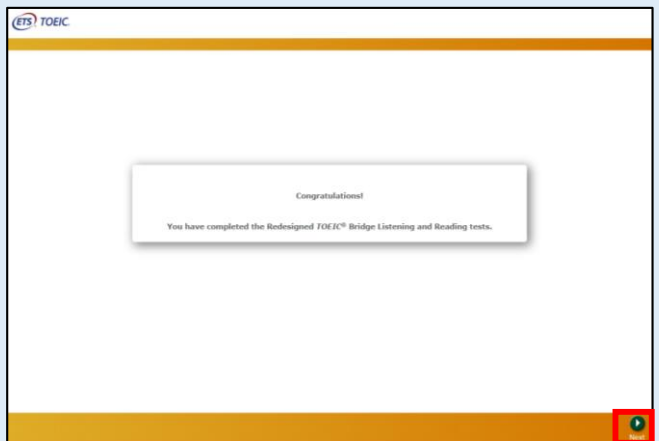 ETS TOEIC.
Congratulations!
You have completed the Redesigned TOEIC® Bridge Listening and Reading tests.
Next